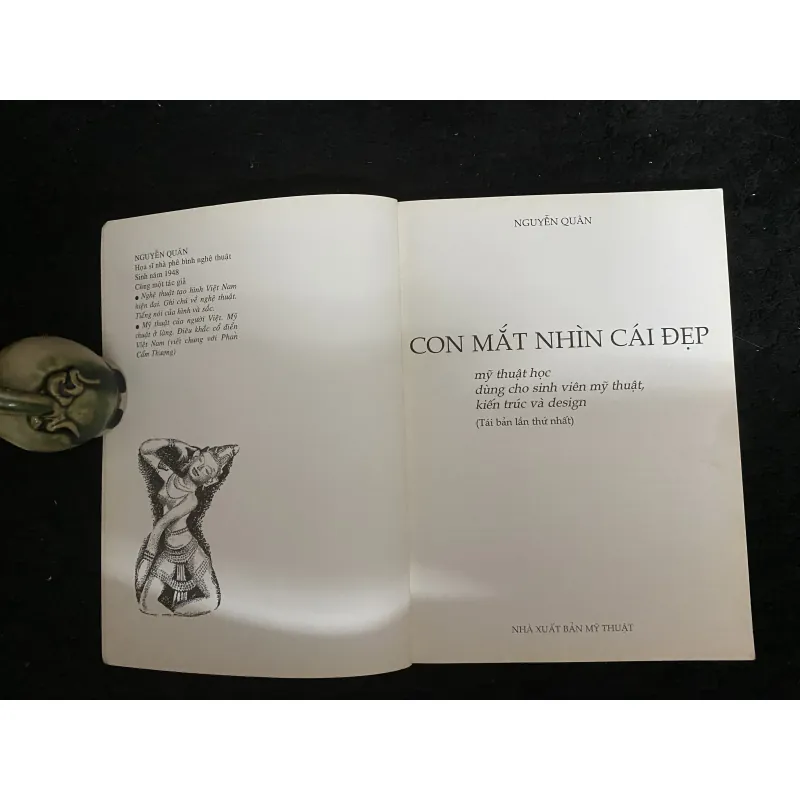 NGUYỄN QUÂN
Họa sĩ nhà phê bình nghệ thuật
Sinh năm 1948
Cùng một tác giả
● Nghệ thuật tạo hình Việt Nam
hiện đại. Ghi chú về nghệ thuật.
Tiếng nói của hình và sắc.
● Mỹ thuật của người Việt. Mỹ
thuật ở làng. Điêu khắc cổ điển
Việt Nam (viết chung với Phan
Cẩm Thượng)
NGUYỄN QUÂN
CON MẮT NHÌN CÁI ĐẸP
mỹ thuật học
dùng cho sinh viên mỹ thuật,
kiến trúc và design
(Tái bản lần thứ nhất)
NHÀ XUẤT BẢN MỸ THUẬT